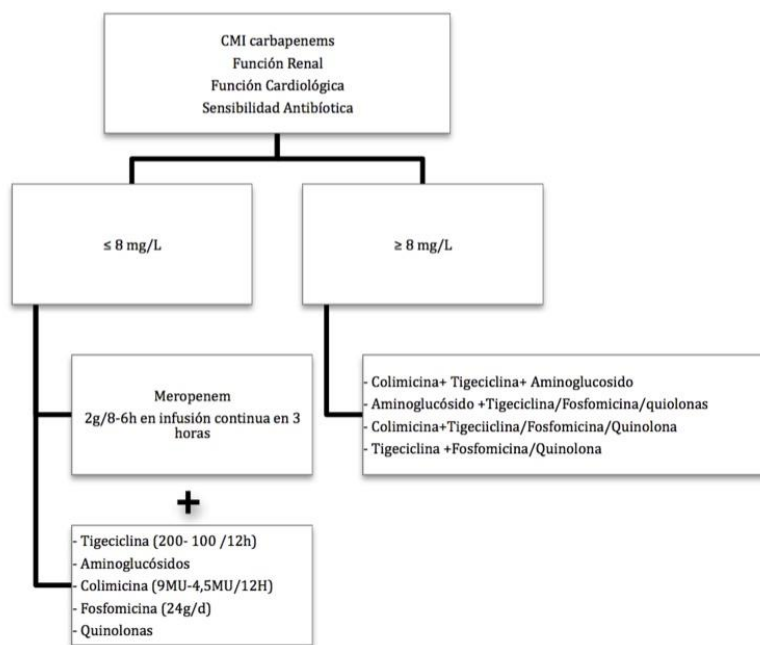 CMI carbapenems
Función Renal
Función Cardiológica
Sensibilidad Antibíotica
≤ 8 mg/L
≥ 8 mg/L
Meropenem
2g/8-6h en infusión continua en 3
horas
+
- Tigeciclina (200- 100 /12h)
- Aminoglucósidos
- Colimicina (9MU-4,5MU/12H)
- Fosfomicina (24g/d)
- Quinolonas
- Colimicina+ Tigeciclina+ Aminoglucosido
- Aminoglucósido +Tigeciclina/Fosfomicina/quiolonas
- Colimicina+Tigeciiclina/Fosfomicina/Quinolona
- Tigeciclina +Fosfomicina/Quinolona